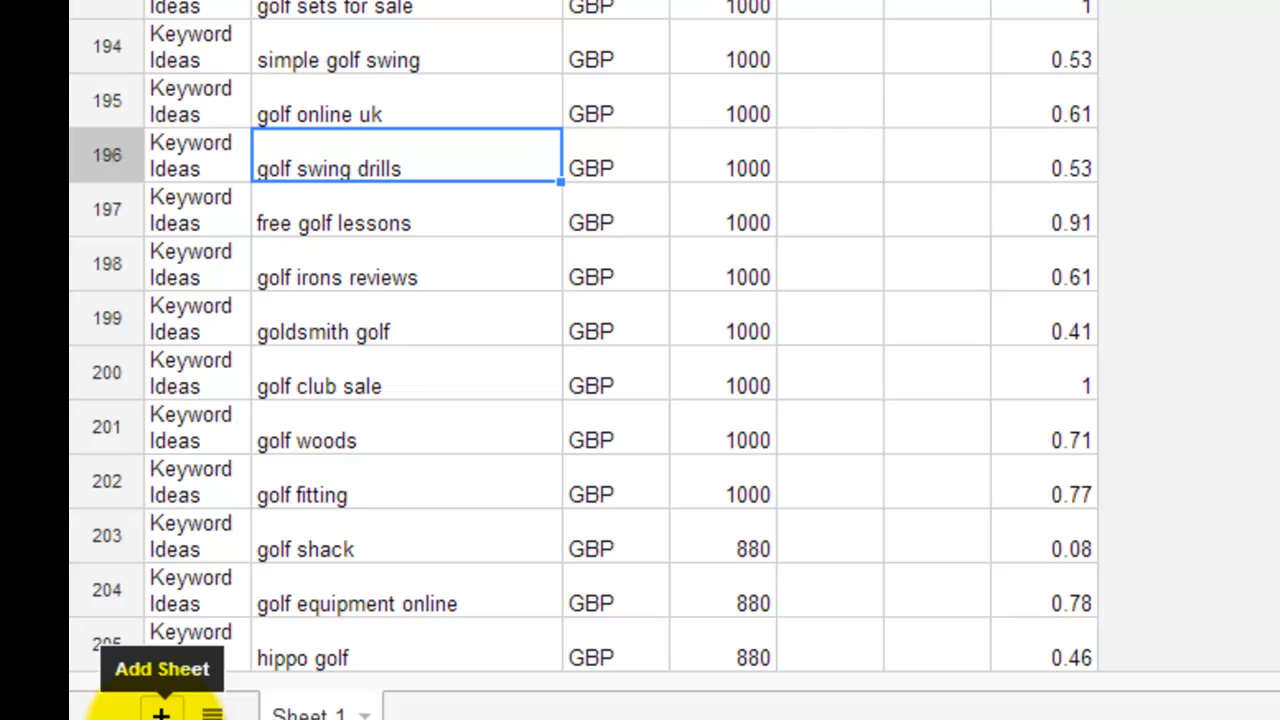 Ideas golf sets for sale GBP 1000 1
194 Keyword Ideas simple golf swing GBP 1000 0.53
195 Keyword Ideas golf online uk GBP 1000 0.61
196 Keyword Ideas golf swing drills GBP 1000 0.53
197 Keyword Ideas free golf lessons GBP 1000 0.91
198 Keyword Ideas golf irons reviews GBP 1000 0.61
199 Keyword Ideas goldsmith golf GBP 1000 0.41
200 Keyword Ideas golf club sale GBP 1000 1
201 Keyword Ideas golf woods GBP 1000 0.71
202 Keyword Ideas golf fitting GBP 1000 0.77
203 Keyword Ideas golf shack GBP 880 0.08
204 Keyword Ideas golf equipment online GBP 880 0.78
205 Keyword hippo golf GBP 880 0.46
Add Sheet
Sheet 1